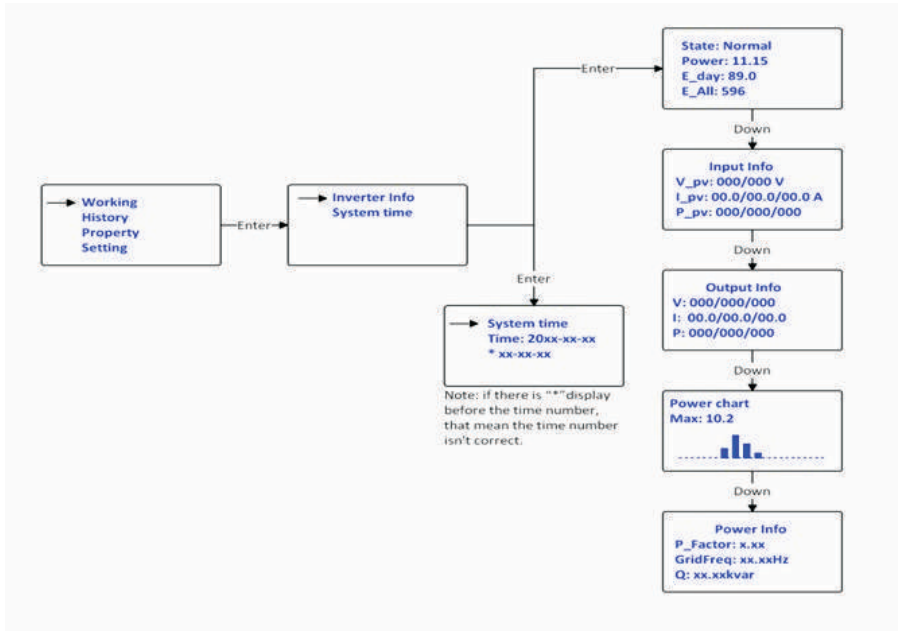 Working
History
Property
Setting
Enter
Inverter Info
System time
Enter
State: Normal
Power: 11.15
E_day: 89.0
E_All: 596
Down
Input Info
V_pv: 000/000 V
I_pv: 00.0/00.0/00.0 A
P_pv: 000/000/000
Down
Output Info
V: 000/000/000
I: 00.0/00.0/00.0
P: 000/000/000
Down
Power chart
Max: 10.2
Down
Power Info
P_Factor: x.xx
GridFreq: xx.xxHz
Q: xx.xxkvar
Enter
System time
Time: 20xx-xx-xx
* xx-xx-xx
Note: if there is "*"display
before the time number,
that mean the time number
isn't correct.